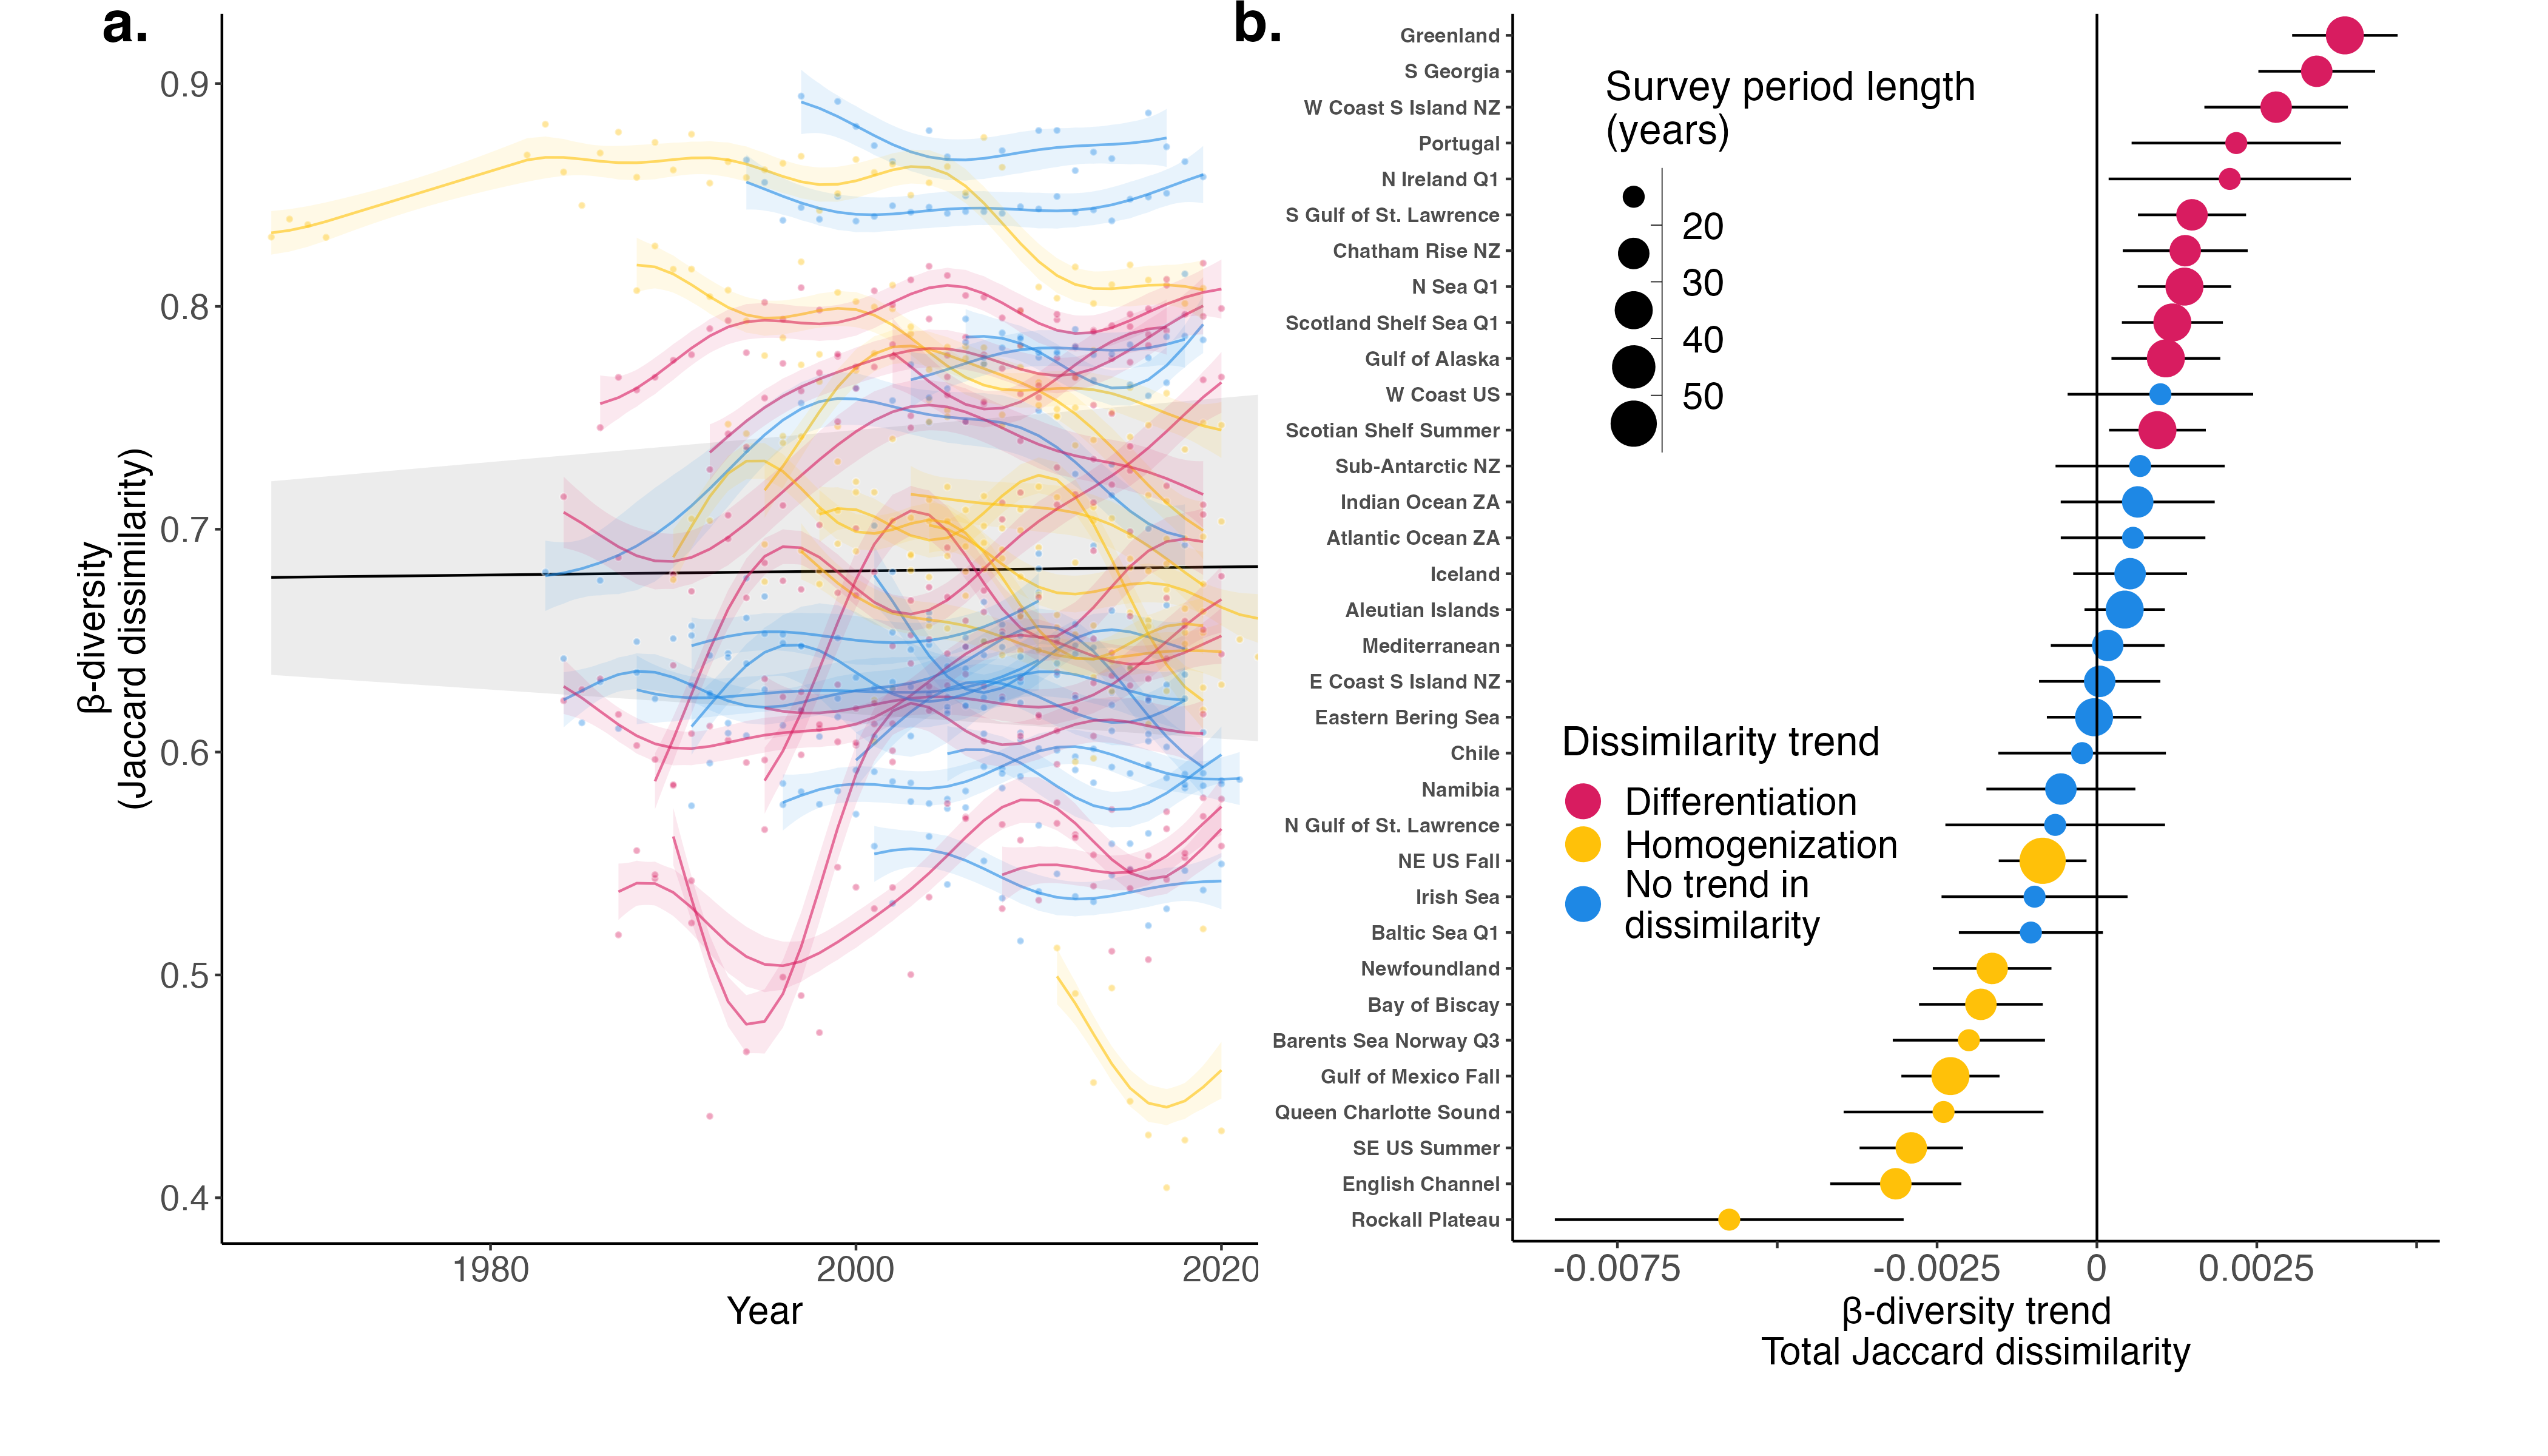 a.
0.9
0.8
0.7
0.6
0.5
0.4
β-diversity
(Jaccard dissimilarity)
1980
2000
2020
Year
b.
Greenland
S Georgia
W Coast S Island NZ
Portugal
N Ireland Q1
S Gulf of St. Lawrence
Chatham Rise NZ
N Sea Q1
Scotland Shelf Sea Q1
Gulf of Alaska
W Coast US
Scotian Shelf Summer
Sub-Antarctic NZ
Indian Ocean ZA
Atlantic Ocean ZA
Iceland
Aleutian Islands
Mediterranean
E Coast S Island NZ
Eastern Bering Sea
Chile
Namibia
N Gulf of St. Lawrence
NE US Fall
Irish Sea
Baltic Sea Q1
Newfoundland
Bay of Biscay
Barents Sea Norway Q3
Gulf of Mexico Fall
Queen Charlotte Sound
SE US Summer
English Channel
Rockall Plateau
Survey period length
(years)
20
30
40
50
Dissimilarity trend
Differentiation
Homogenization
No trend in
dissimilarity
-0.0075
-0.0025
0
0.0025
β-diversity trend
Total Jaccard dissimilarity